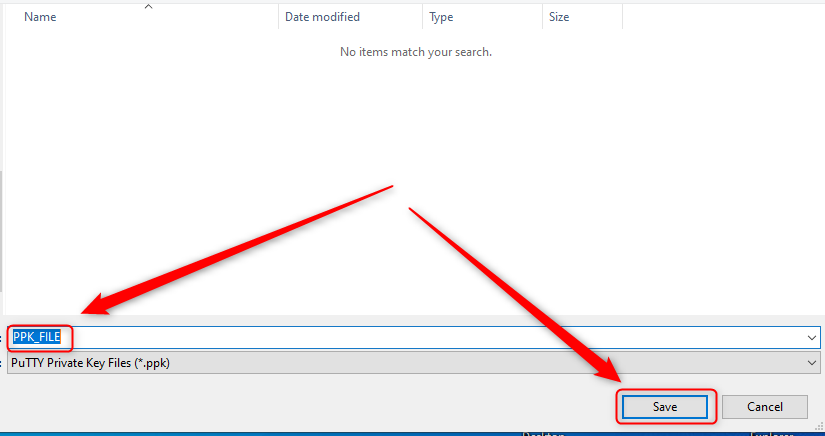 Name Date modified Type Size
No items match your search.
PPK_FILE
PuTTY Private Key Files (*.ppk)
Save Cancel